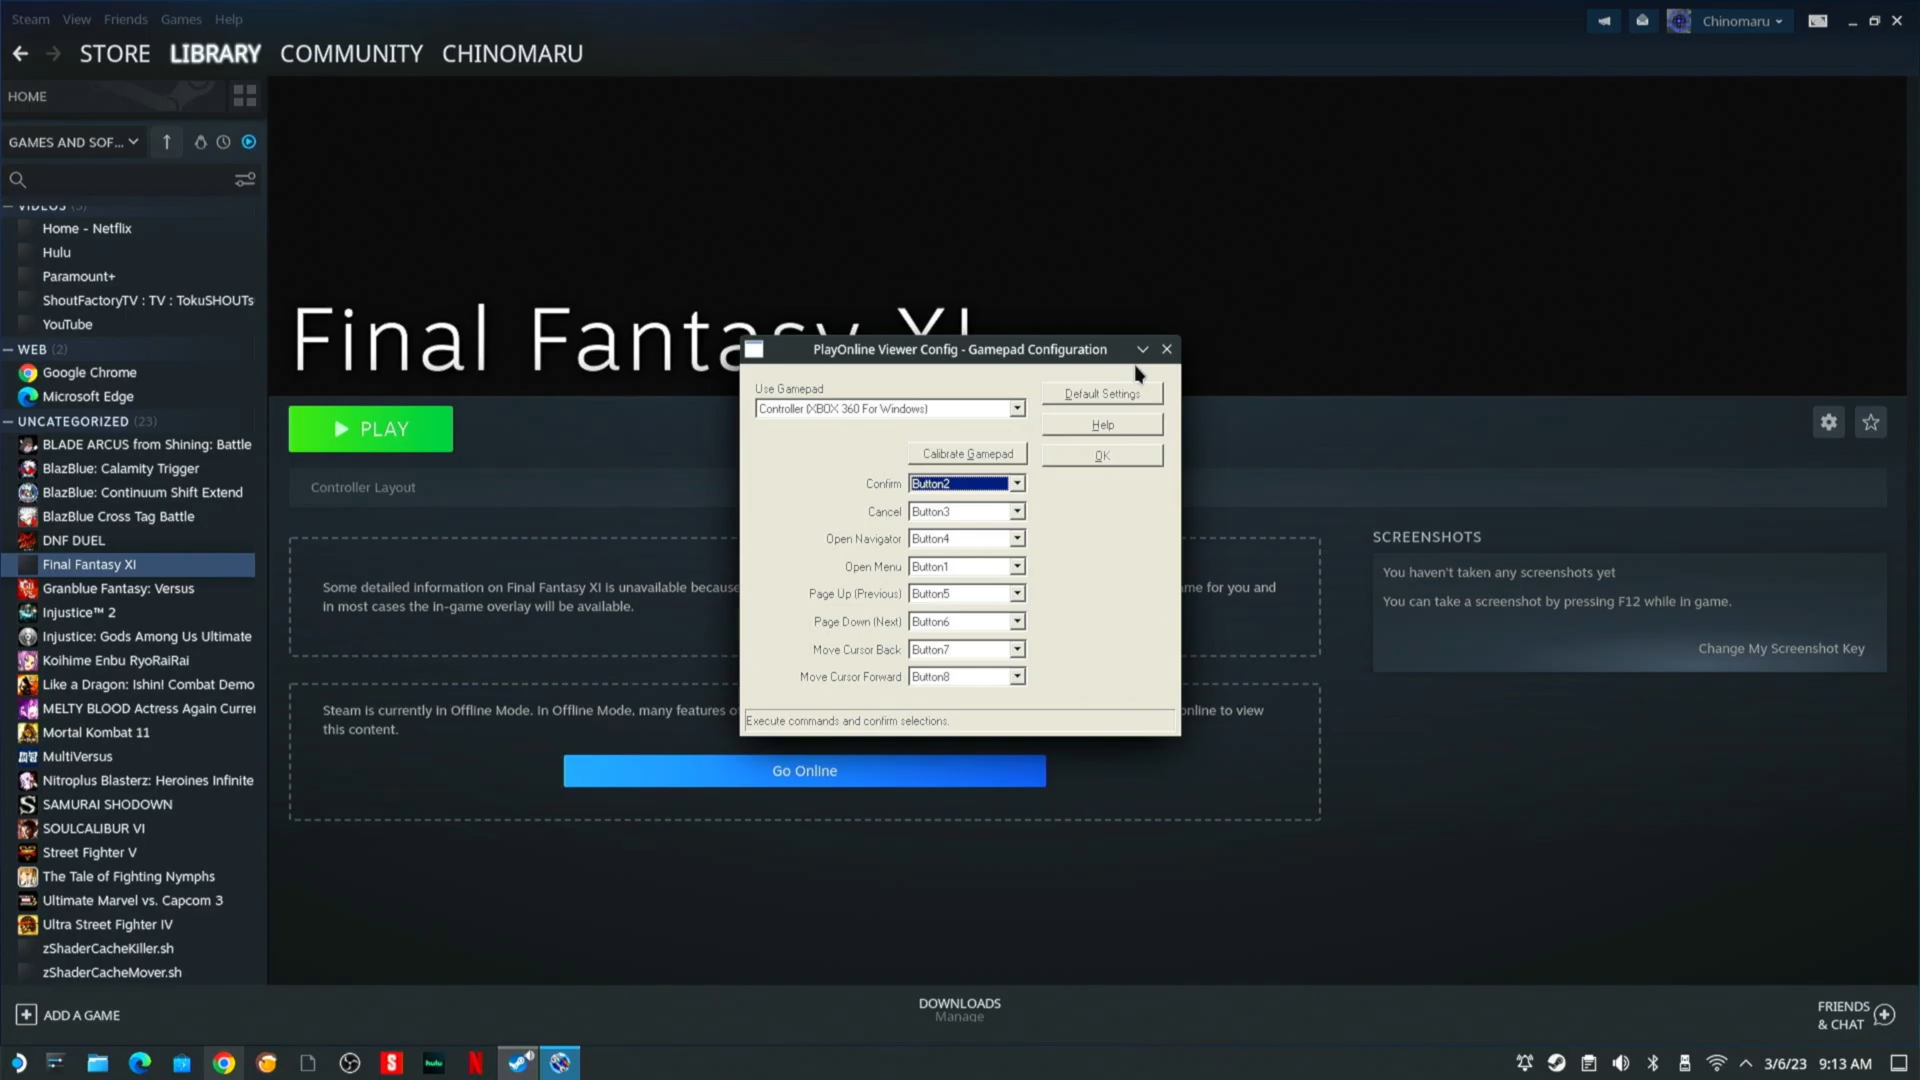 Steam View Friends Games Help
Chinomaru
STORE LIBRARY COMMUNITY CHINOMARU
HOME
GAMES AND SOF...
VIDEOS (5)
Home - Netflix
Hulu
Paramount+
ShoutFactoryTV : TV : TokuSHOUTs
YouTube
WEB (2)
Google Chrome
Microsoft Edge
UNCATEGORIZED (23)
BLADE ARCUS from Shining: Battle
BlazBlue: Calamity Trigger
BlazBlue: Continuum Shift Extend
BlazBlue Cross Tag Battle
DNF DUEL
Final Fantasy XI
Granblue Fantasy: Versus
Injustice™ 2
Injustice: Gods Among Us Ultimate
Koihime Enbu RyoRaiRai
Like a Dragon: Ishin! Combat Demo
MELTY BLOOD Actress Again Curre
Mortal Kombat 11
MultiVersus
Nitroplus Blasterz: Heroines Infinite
SAMURAI SHODOWN
SOULCALIBUR VI
Street Fighter V
The Tale of Fighting Nymphs
Ultimate Marvel vs. Capcom 3
Ultra Street Fighter IV
zShaderCacheKiller.sh
zShaderCacheMover.sh
ADD A GAME
Final Fantasy XI
PLAY
Controller Layout
Some detailed information on Final Fantasy XI is unavailable because
me for you and
in most cases the in-game overlay will be available.
Steam is currently in Offline Mode. In Offline Mode, many features o
online to view
this content.
Go Online
PlayOnline Viewer Config - Gamepad Configuration
Use Gamepad
Controller (XBOX 360 For Windows)
Default Settings
Help
OK
Calibrate Gamepad
Confirm Button2
Cancel Button3
Open Navigator Button4
Open Menu Button1
Page Up (Previous) Button5
Page Down (Next) Button6
Move Cursor Back Button7
Move Cursor Forward Button8
Execute commands and confirm selections.
SCREENSHOTS
You haven't taken any screenshots yet
You can take a screenshot by pressing F12 while in game.
Change My Screenshot Key
DOWNLOADS
Manage
FRIENDS
& CHAT
hulu
3/6/23 9:13 AM